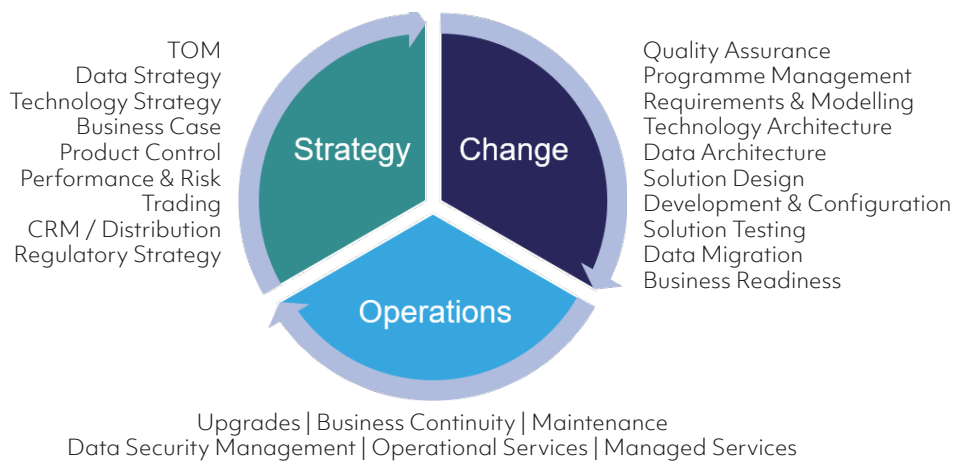 TOM
Data Strategy
Technology Strategy
Business Case
Product Control
Performance & Risk
Trading
CRM / Distribution
Regulatory Strategy
Strategy
Change
Quality Assurance
Programme Management
Requirements & Modelling
Technology Architecture
Data Architecture
Solution Design
Development & Configuration
Solution Testing
Data Migration
Business Readiness
Operations
Upgrades | Business Continuity | Maintenance
Data Security Management | Operational Services | Managed Services